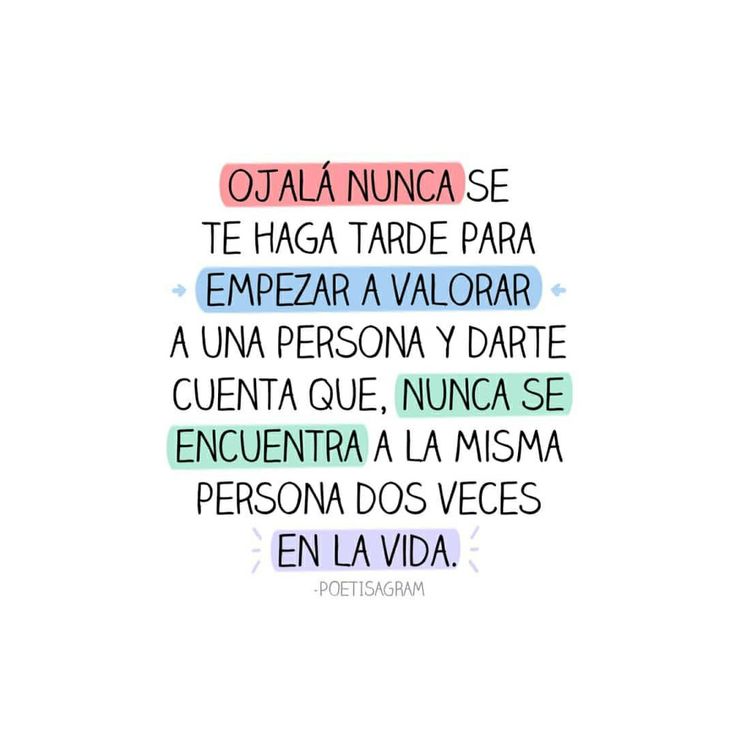 OJALÁ NUNCA SE
TE HAGA TARDE PARA
EMPEZAR A VALORAR
A UNA PERSONA Y DARTE
CUENTA QUE, NUNCA SE
ENCUENTRA A LA MISMA
PERSONA DOS VECES
EN LA VIDA.
-POETISAGRAM